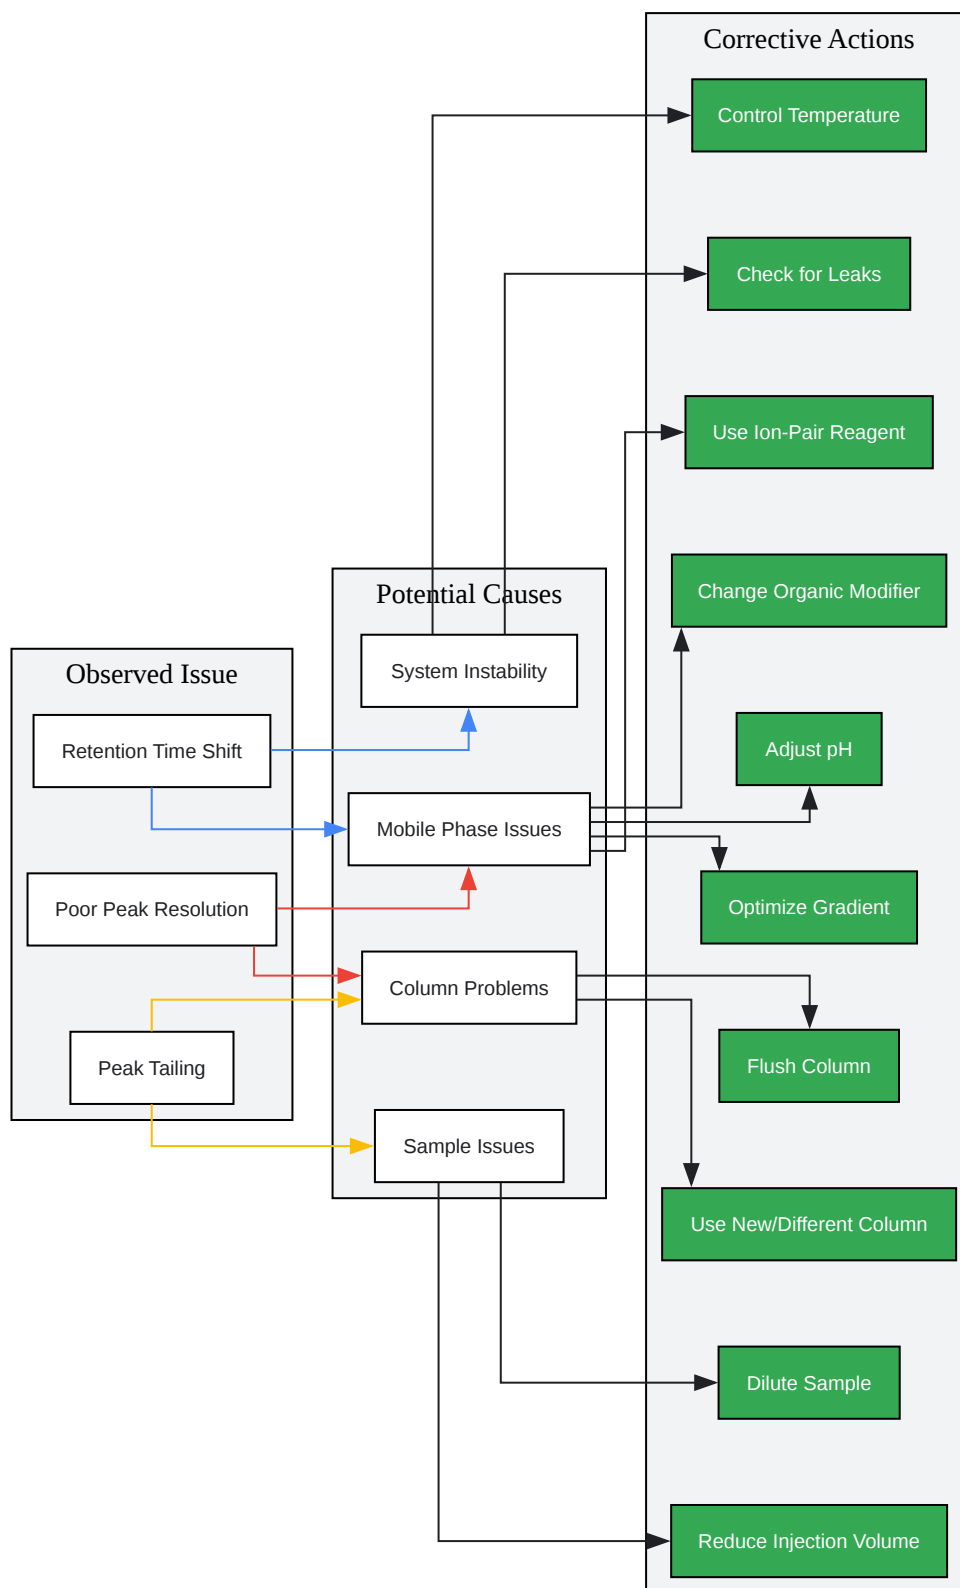 Corrective Actions
Control Temperature
Check for Leaks
Use Ion-Pair Reagent
Change Organic Modifier
Adjust pH
Optimize Gradient
Flush Column
Use New/Different Column
Dilute Sample
Reduce Injection Volume
Potential Causes
System Instability
Mobile Phase Issues
Column Problems
Sample Issues
Observed Issue
Retention Time Shift
Poor Peak Resolution
Peak Tailing